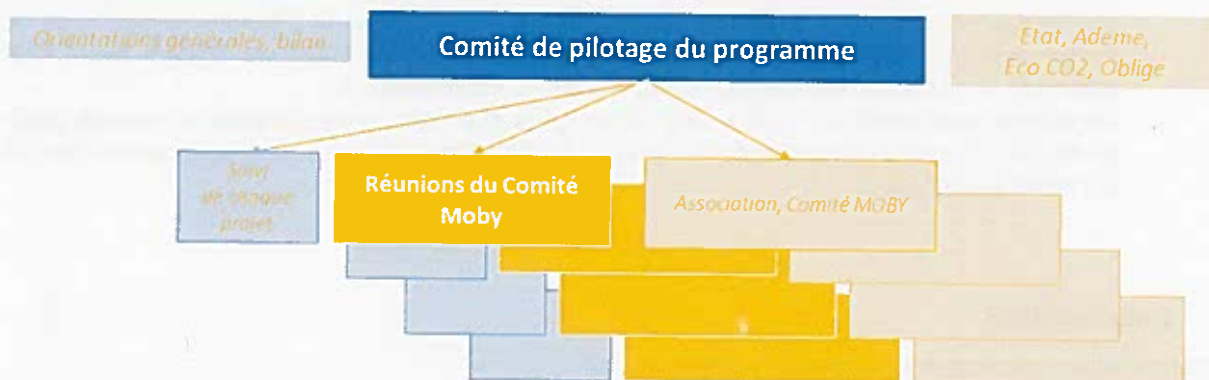 Orientations générales, bilan
Comité de pilotage du programme
Etat, Ademe,
Eco CO2, Oblige
Suivi
de chaque
projet
Réunions du Comité
Moby
Association, Comité MOBY